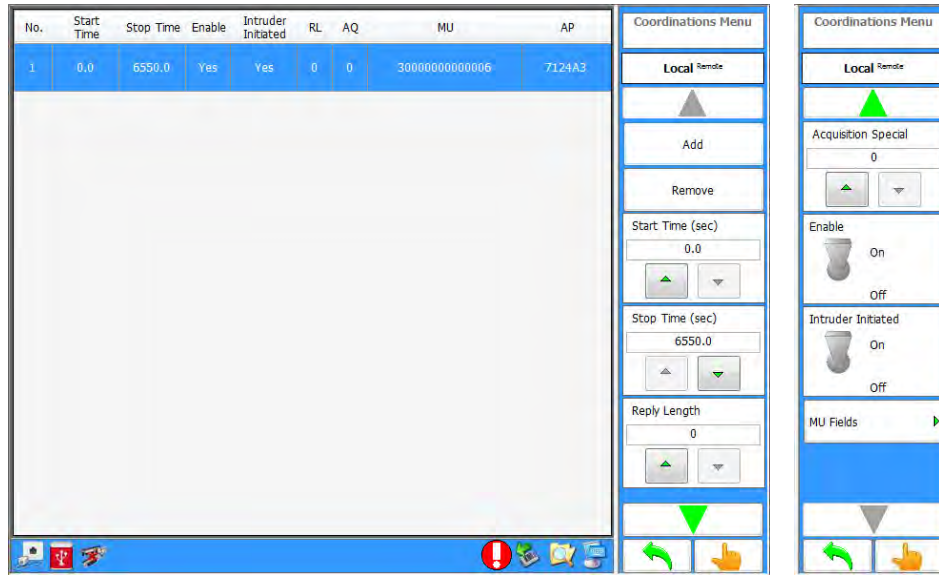 No. Start Time Stop Time Enable Intruder Initiated RL AQ MU AP
1 0.0 6550.0 Yes Yes 0 0 30000000000006 7124A3
Coordinations Menu
Local Remote
Add
Remove
Start Time (sec)
0.0
Stop Time (sec)
6550.0
Reply Length
0
Coordinations Menu
Local Remote
Acquisition Special
0
Enable
On
Off
Intruder Initiated
On
Off
MU Fields